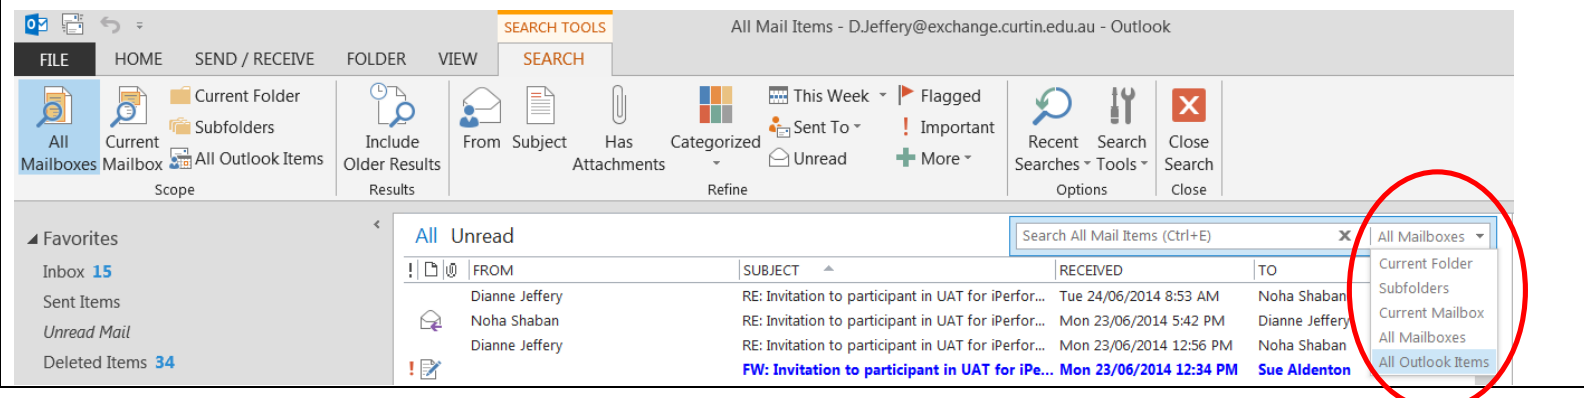 SEARCH TOOLS All Mail Items - D.Jeffery@exchange.curtin.edu.au - Outlook
FILE HOME SEND / RECEIVE FOLDER VIEW SEARCH
All Mailboxes
Current Mailbox
Current Folder
Subfolders
All Outlook Items
Scope
Include Older Results
Results
From
Subject
Has Attachments
Categorized
This Week
Sent To
Unread
Flagged
Important
More
Refine
Recent Searches
Search Tools
Options
Close Search
Close
Favorites
Inbox 15
Sent Items
Unread Mail
Deleted Items 34
All Unread
Search All Mail Items (Ctrl+E) All Mailboxes
FROM SUBJECT RECEIVED TO
Dianne Jeffery RE: Invitation to participant in UAT for iPerfor... Tue 24/06/2014 8:53 AM Noha Shaban
Noha Shaban RE: Invitation to participant in UAT for iPerfor... Mon 23/06/2014 5:42 PM Dianne Jeffery
Dianne Jeffery RE: Invitation to participant in UAT for iPerfor... Mon 23/06/2014 12:56 PM Noha Shaban
FW: Invitation to participant in UAT for iPe... Mon 23/06/2014 12:34 PM Sue Aldenton
Current Folder
Subfolders
Current Mailbox
All Mailboxes
All Outlook Items